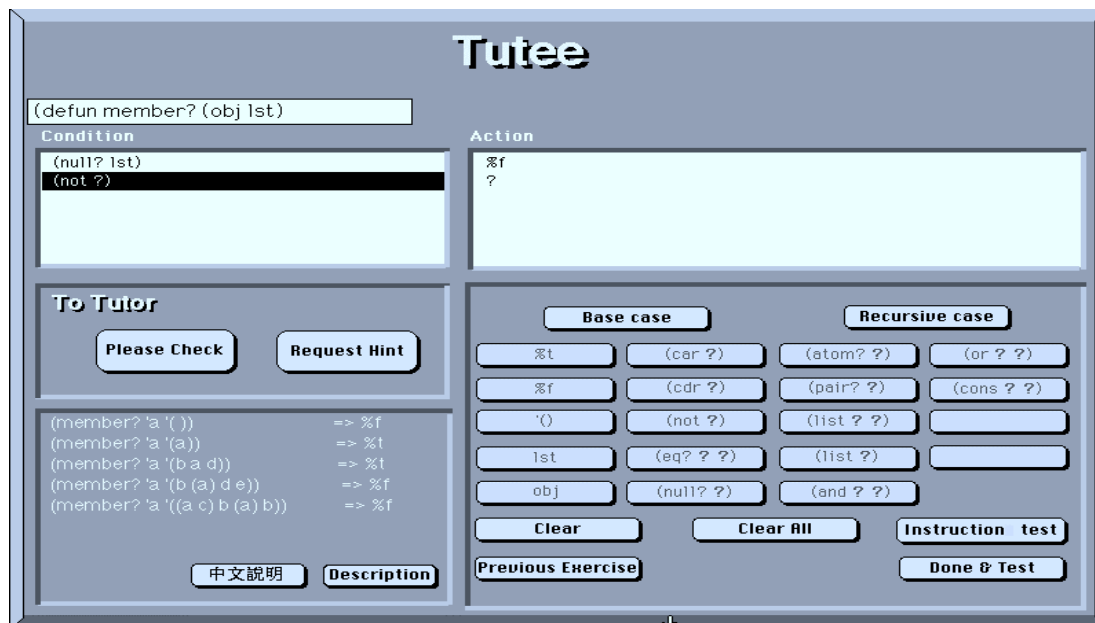 Tutee
(defun member? (obj lst)
Condition
Action
(null? lst)
%f
(not ?)
?
To Tutor
Please Check
Request Hint
Base case
Recursive case
%t
(car ?)
(atom? ?)
(or ? ?)
%f
(cdr ?)
(pair? ?)
(cons ? ?)
'()
(not ?)
(list ? ?)
lst
(eq? ? ?)
(list ?)
obj
(null? ?)
(and ? ?)
Clear
Clear All
Instruction test
Previous Exercise
Done & Test
(member? 'a '( )) => %f
(member? 'a '(a)) => %t
(member? 'a '(b a d)) => %t
(member? 'a '(b (a) d e)) => %f
(member? 'a '((a c) b (a) b)) => %f
中文説明
Description